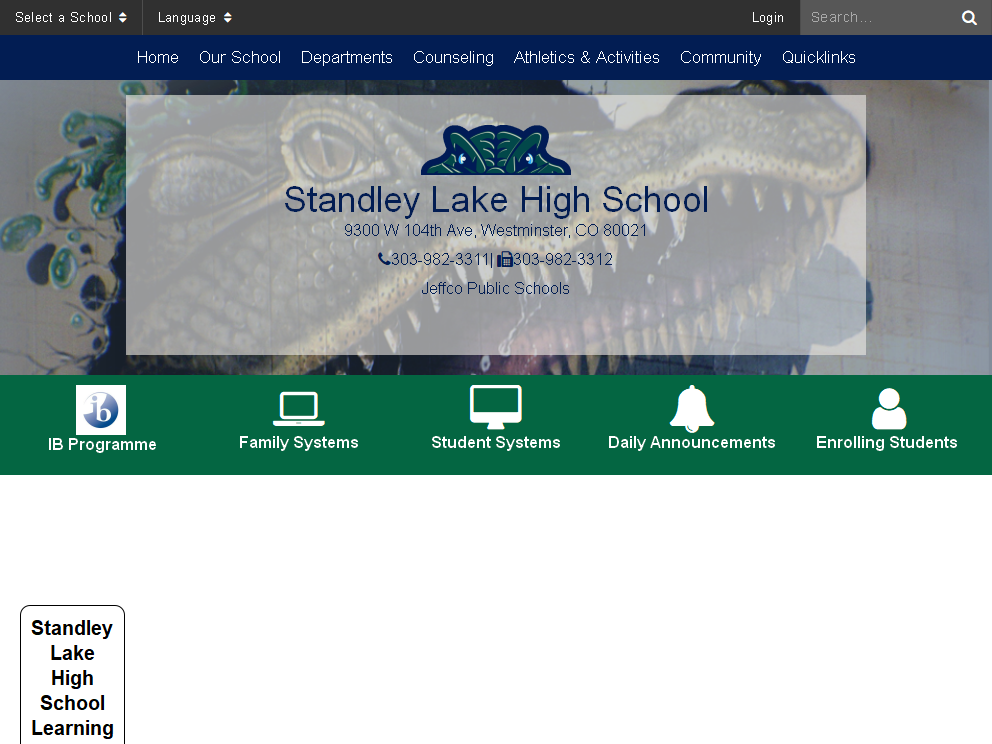 Select a School
Language
Login
Search...
Home
Our School
Departments
Counseling
Athletics & Activities
Community
Quicklinks
Standley Lake High School
9300 W 104th Ave, Westminster, CO 80021
303-982-3311| 303-982-3312
Jeffco Public Schools
ib
IB Programme
Family Systems
Student Systems
Daily Announcements
Enrolling Students
Standley
Lake
High
School
Learning